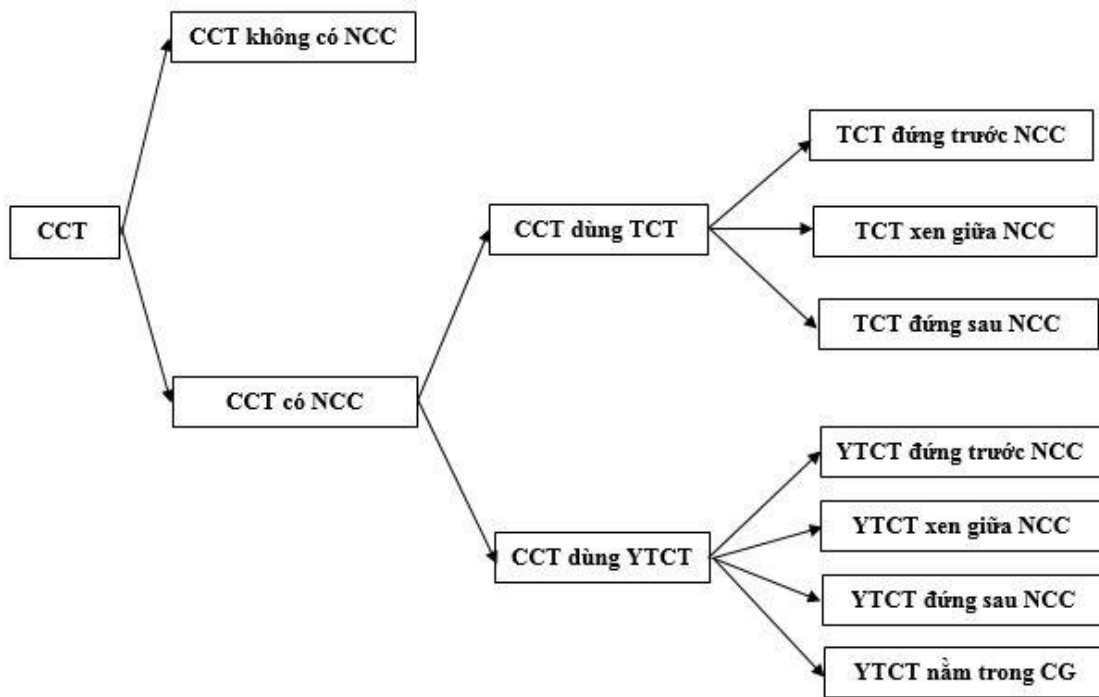 CCT không có NCC
TCT đứng trước NCC
CCT
CCT dùng TCT
TCT xen giữa NCC
TCT đứng sau NCC
CCT có NCC
YTCT đứng trước NCC
YTCT xen giữa NCC
CCT dùng YTCT
YTCT đứng sau NCC
YTCT nằm trong CG